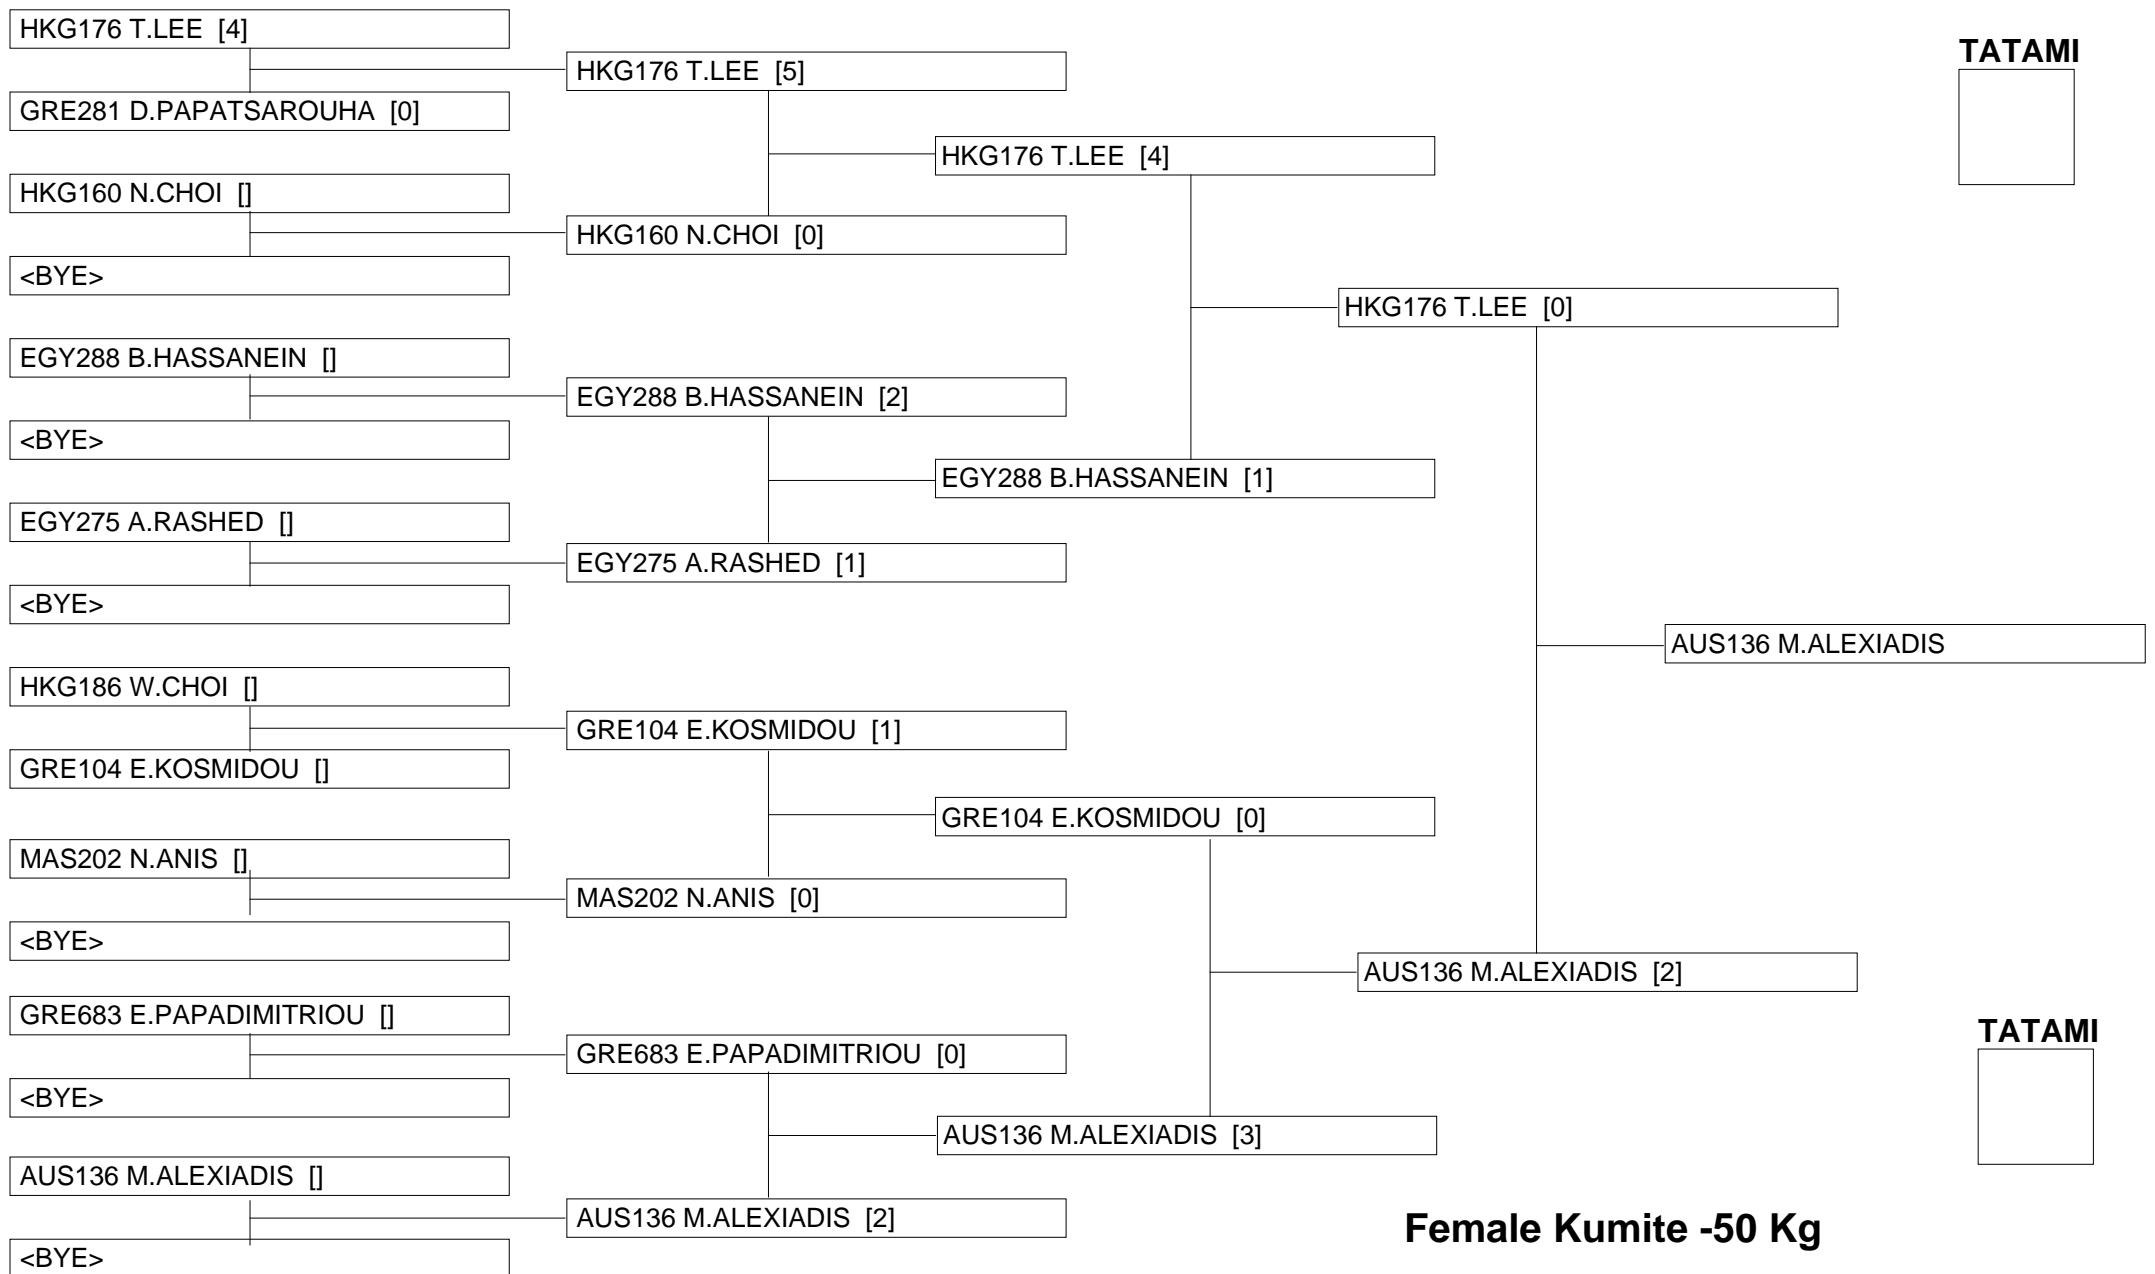 HKG176 T.LEE [4]
GRE281 D.PAPATSAROUHA [0]
HKG160 N.CHOI []
<BYE>
EGY288 B.HASSANEIN []
<BYE>
EGY275 A.RASHED []
<BYE>
HKG186 W.CHOI []
GRE104 E.KOSMIDOU []
MAS202 N.ANIS []
<BYE>
GRE683 E.PAPADIMITRIOU []
<BYE>
AUS136 M.ALEXIADIS []
<BYE>
HKG176 T.LEE [5]
HKG160 N.CHOI [0]
EGY288 B.HASSANEIN [2]
EGY275 A.RASHED [1]
GRE104 E.KOSMIDOU [1]
MAS202 N.ANIS [0]
GRE683 E.PAPADIMITRIOU [0]
AUS136 M.ALEXIADIS [2]
HKG176 T.LEE [4]
EGY288 B.HASSANEIN [1]
GRE104 E.KOSMIDOU [0]
AUS136 M.ALEXIADIS [3]
HKG176 T.LEE [0]
AUS136 M.ALEXIADIS [2]
AUS136 M.ALEXIADIS
TATAMI
TATAMI
Female Kumite -50 Kg